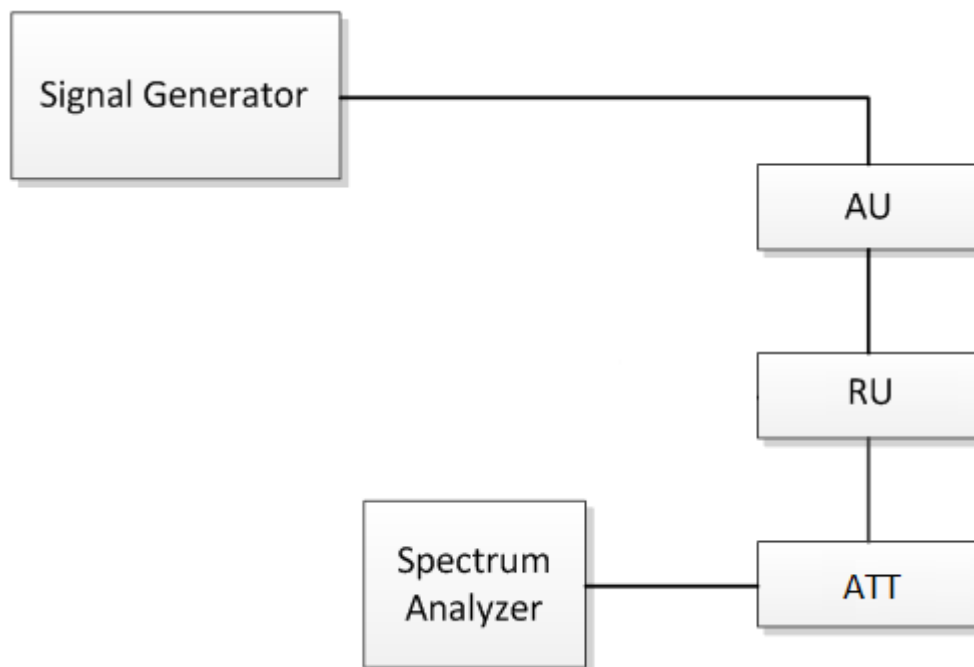 Signal Generator
AU
RU
ATT
Spectrum
Analyzer